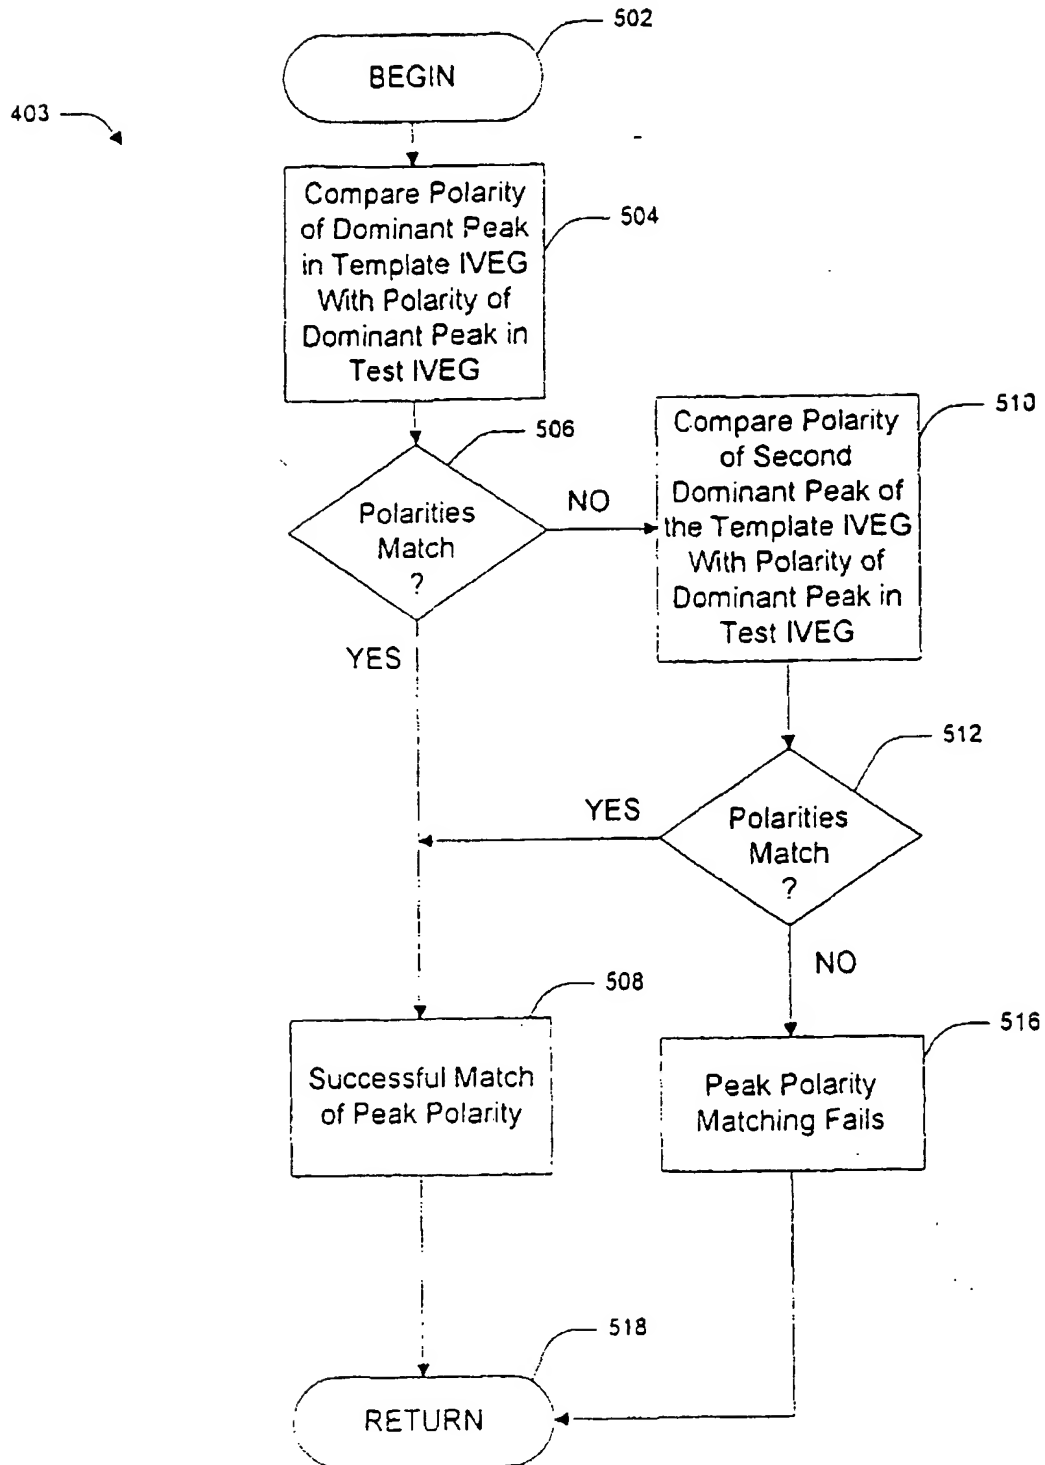 502
BEGIN
403
Compare Polarity
of Dominant Peak
in Template IVEG
With Polarity of
Dominant Peak in
Test IVEG
504
506
Polarities
Match
?
NO
YES
510
Compare Polarity
of Second
Dominant Peak of
the Template IVEG
With Polarity of
Dominant Peak in
Test IVEG
512
Polarities
Match
?
YES
NO
508
Successful Match
of Peak Polarity
516
Peak Polarity
Matching Fails
518
RETURN